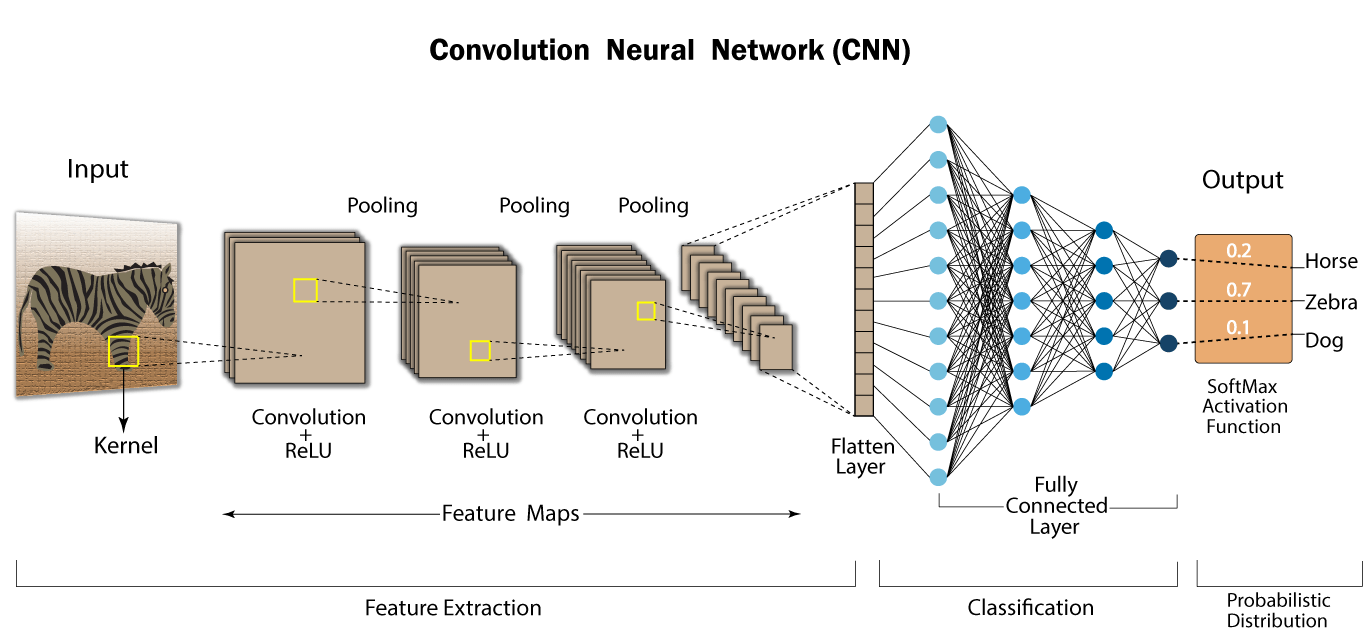 Convolution Neural Network (CNN)
Input
Kernel
Pooling
Pooling
Pooling
Convolution
+
ReLU
Convolution
+
ReLU
Convolution
+
ReLU
Feature Maps
Flatten
Layer
Fully
Connected
Layer
Output
0.2
Horse
0.7
Zebra
0.1
Dog
SoftMax
Activation
Function
Feature Extraction
Classification
Probabilistic
Distribution